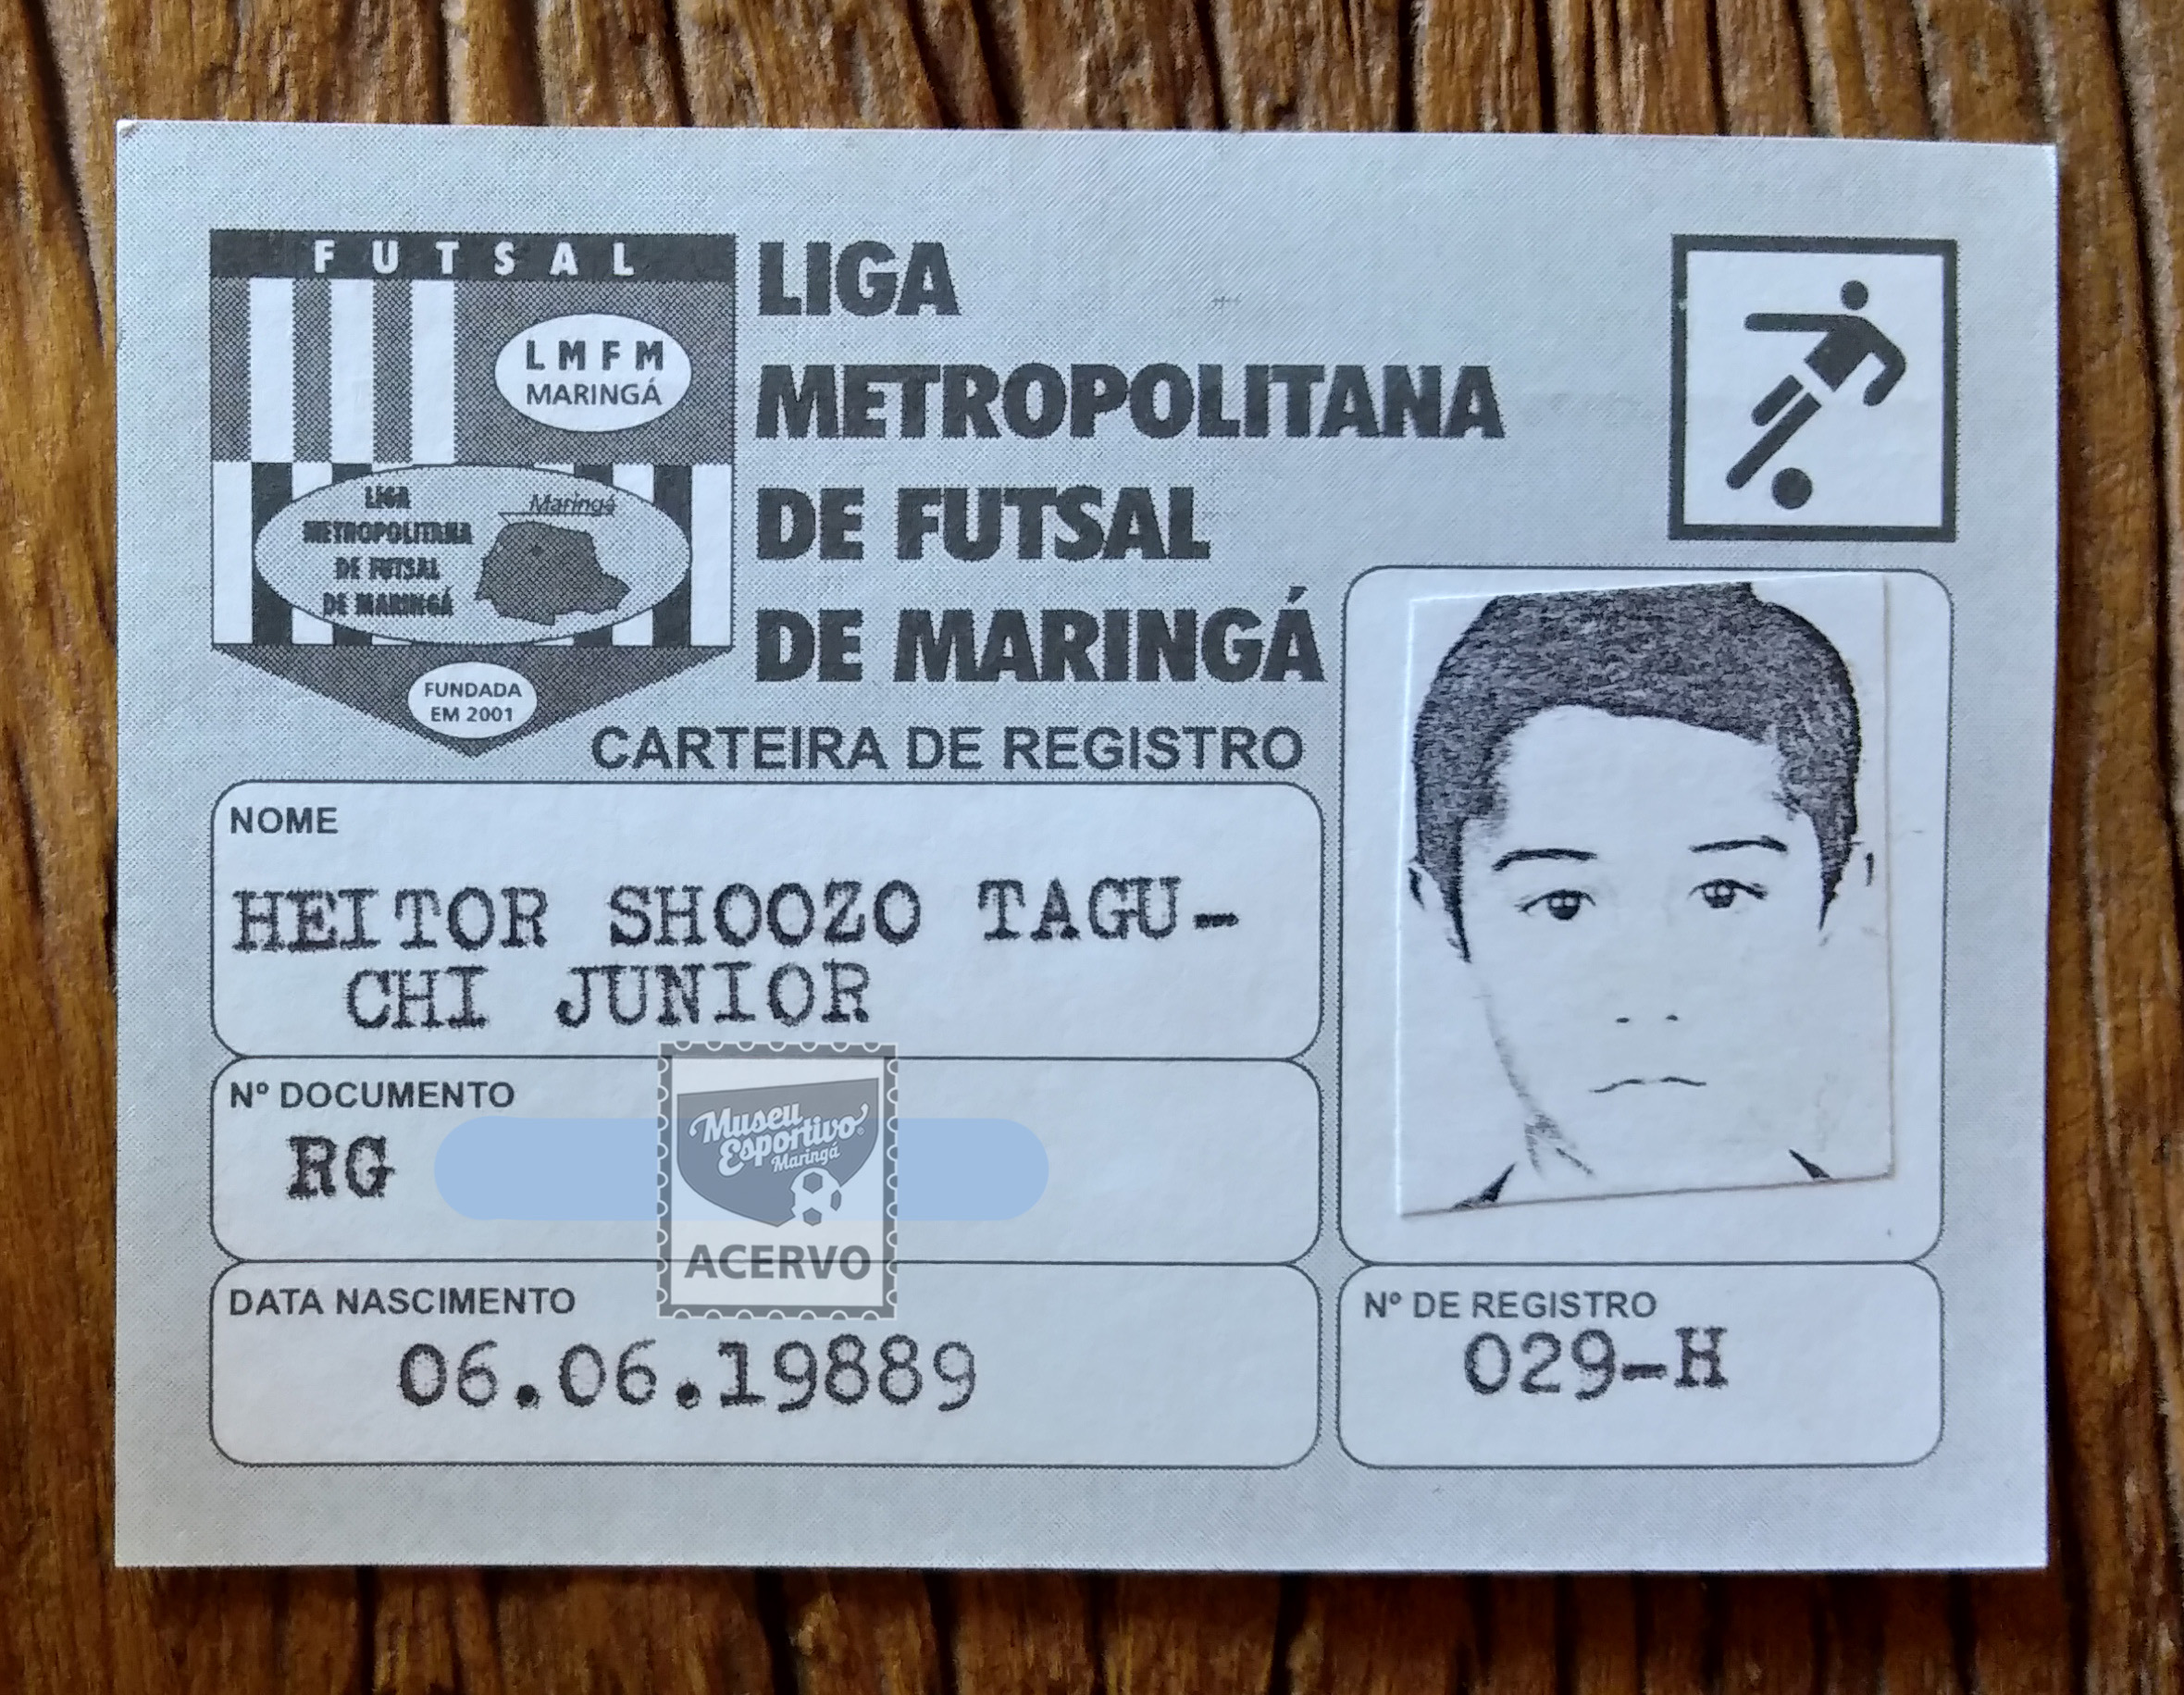 FUTSAL
LMFM
MARINGÁ
LIGA
METROPOLITANA
DE FUTSAL
DE MARINGÁ
Maringá
FUNDADA
EM 2001
LIGA
METROPOLITANA
DE FUTSAL
DE MARINGÁ
CARTEIRA DE REGISTRO
NOME
HEITOR SHOOZO TAGU-
CHI JUNIOR
Nº DOCUMENTO
RG
Museu
Esportivo
Maringá
ACERVO
DATA NASCIMENTO
06.06.19889
Nº DE REGISTRO
029-H